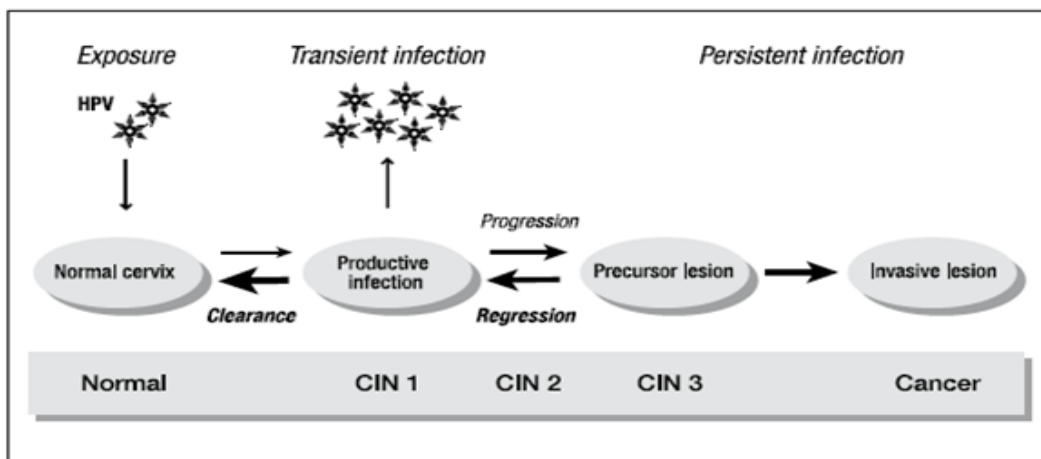 Exposure
Transient infection
Persistent infection
HPV
Progression
Normal cervix
Productive
infection
Precursor lesion
Invasive lesion
Clearance
Regression
Normal
CIN 1
CIN 2
CIN 3
Cancer